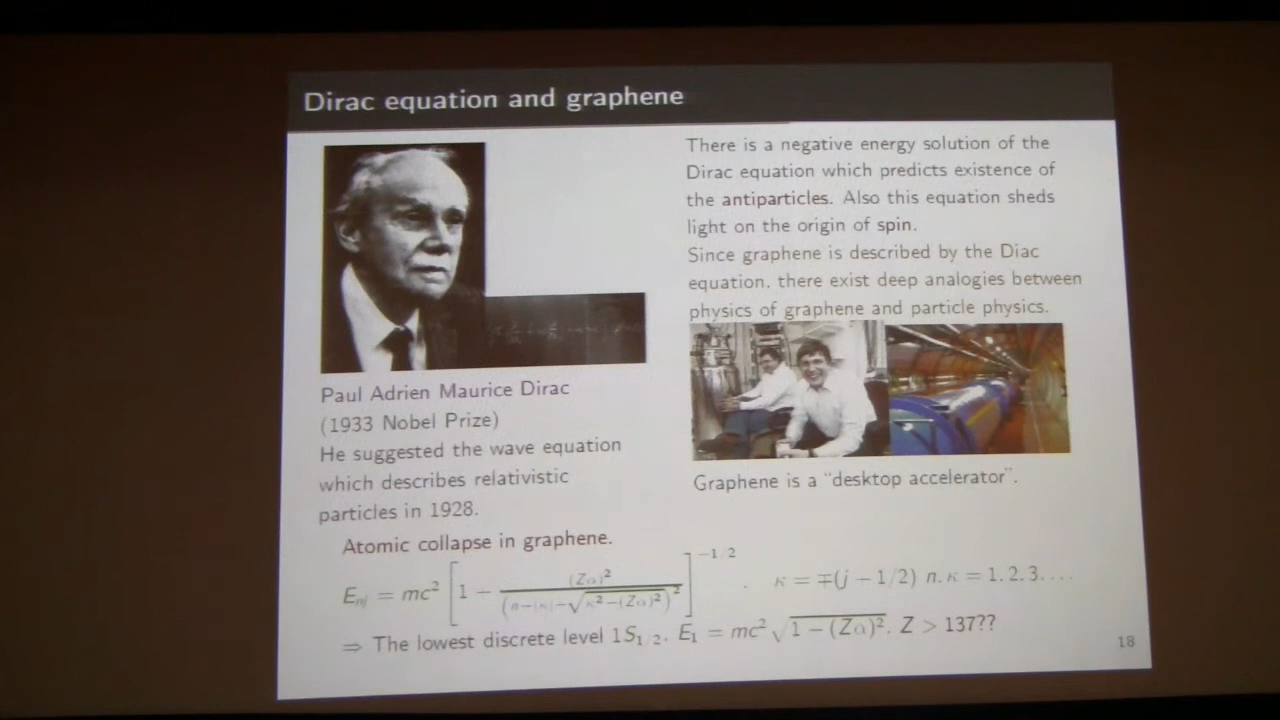 Dirac equation and graphene
Paul Adrien Maurice Dirac
(1933 Nobel Prize)
He suggested the wave equation
which describes relativistic
particles in 1928.
There is a negative energy solution of the
Dirac equation which predicts existence of
the antiparticles. Also this equation sheds
light on the origin of spin.
Since graphene is described by the Diac
equation, there exist deep analogies between
physics of graphene and particle physics.
Graphene is a "desktop accelerator".
Atomic collapse in graphene.
E_{nj} = mc² [1 − (Zα)² / (n−|κ|−√(κ²−(Zα)²))²]^{−1/2}. κ = ∓(j − 1/2) n, κ = 1, 2, 3, ....
⇒ The lowest discrete level 1S_{1/2}, E₁ = mc² √(1 − (Zα)²), Z > 137??
18